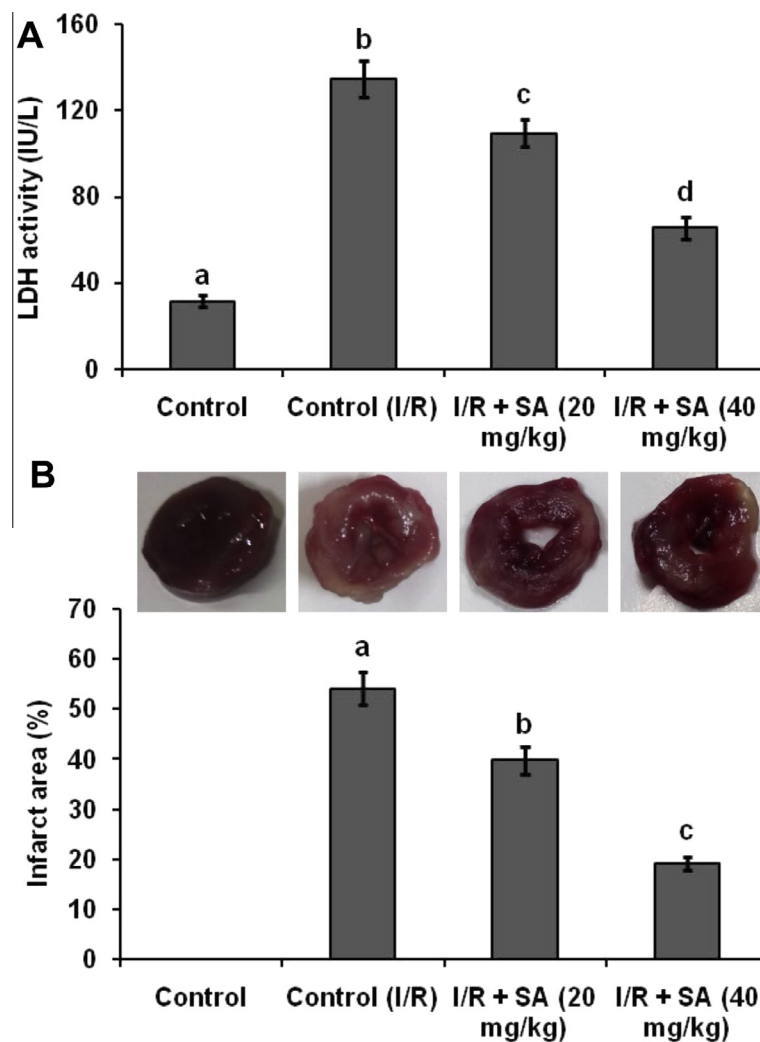 A
LDH activity (IU/L)
160
120
80
40
0
a
b
c
d
Control
Control (I/R)
I/R + SA (20
mg/kg)
I/R + SA (40
mg/kg)
B
Infarct area (%)
70
60
50
40
30
20
10
0
a
b
c
Control
Control (I/R)
I/R + SA (20
mg/kg)
I/R + SA (40
mg/kg)